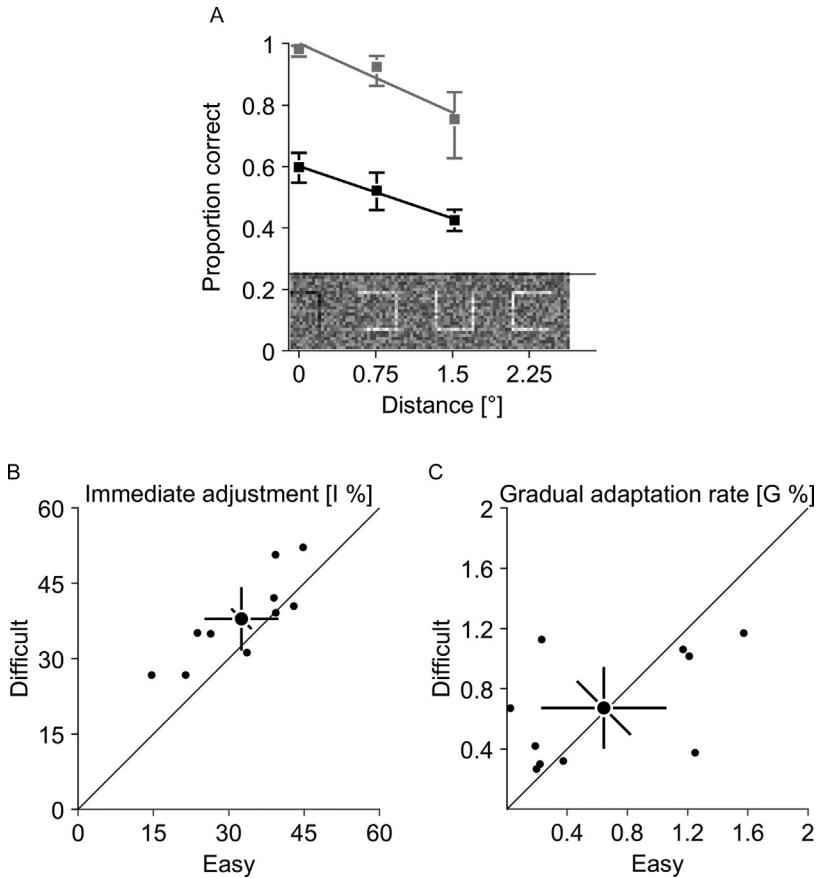 A
Proportion correct
1
0.8
0.6
0.4
0.2
0
0 0.75 1.5 2.25
Distance [°]
B
Immediate adjustment [I %]
Difficult
60
45
30
15
0
0 15 30 45 60
Easy
C
Gradual adaptation rate [G %]
Difficult
2
1.6
1.2
0.8
0.4
0.4 0.8 1.2 1.6 2
Easy